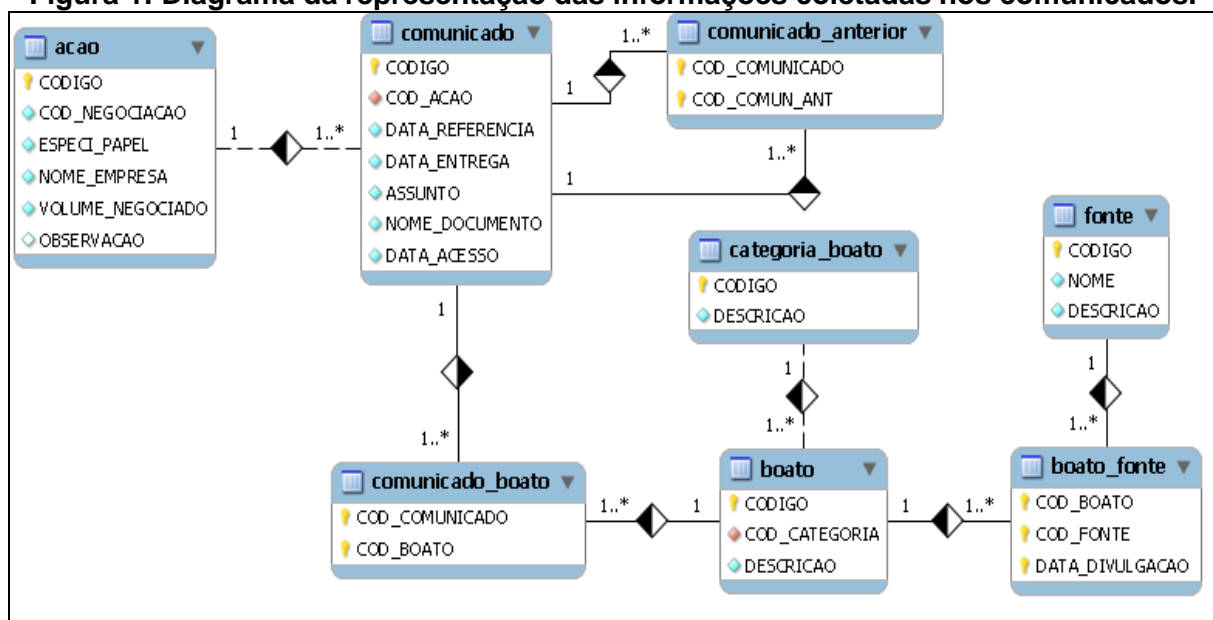 Figura 1: Diagrama da representação das informações coletadas nos comunicados.
acao
CODIGO
COD_NEGOCIACAO
ESPECI_PAPEL
NOME_EMPRESA
VOLUME_NEGOCIADO
OBSERVACAO
1
1..*
comunicado
CODIGO
COD_ACAO
DATA_REFERENCIA
DATA_ENTREGA
ASSUNTO
NOME_DOCUMENTO
DATA_ACESSO
1
1..*
comunicado_anterior
COD_COMUNICADO
COD_COMUN_ANT
1
1..*
categoria_boato
CODIGO
DESCRICAO
fonte
CODIGO
NOME
DESCRICAO
1
1..*
1
1..*
1
1..*
comunicado_boato
COD_COMUNICADO
COD_BOATO
1..*
1
boato
CODIGO
COD_CATEGORIA
DESCRICAO
1
1..*
boato_fonte
COD_BOATO
COD_FONTE
DATA_DIVULGACAO